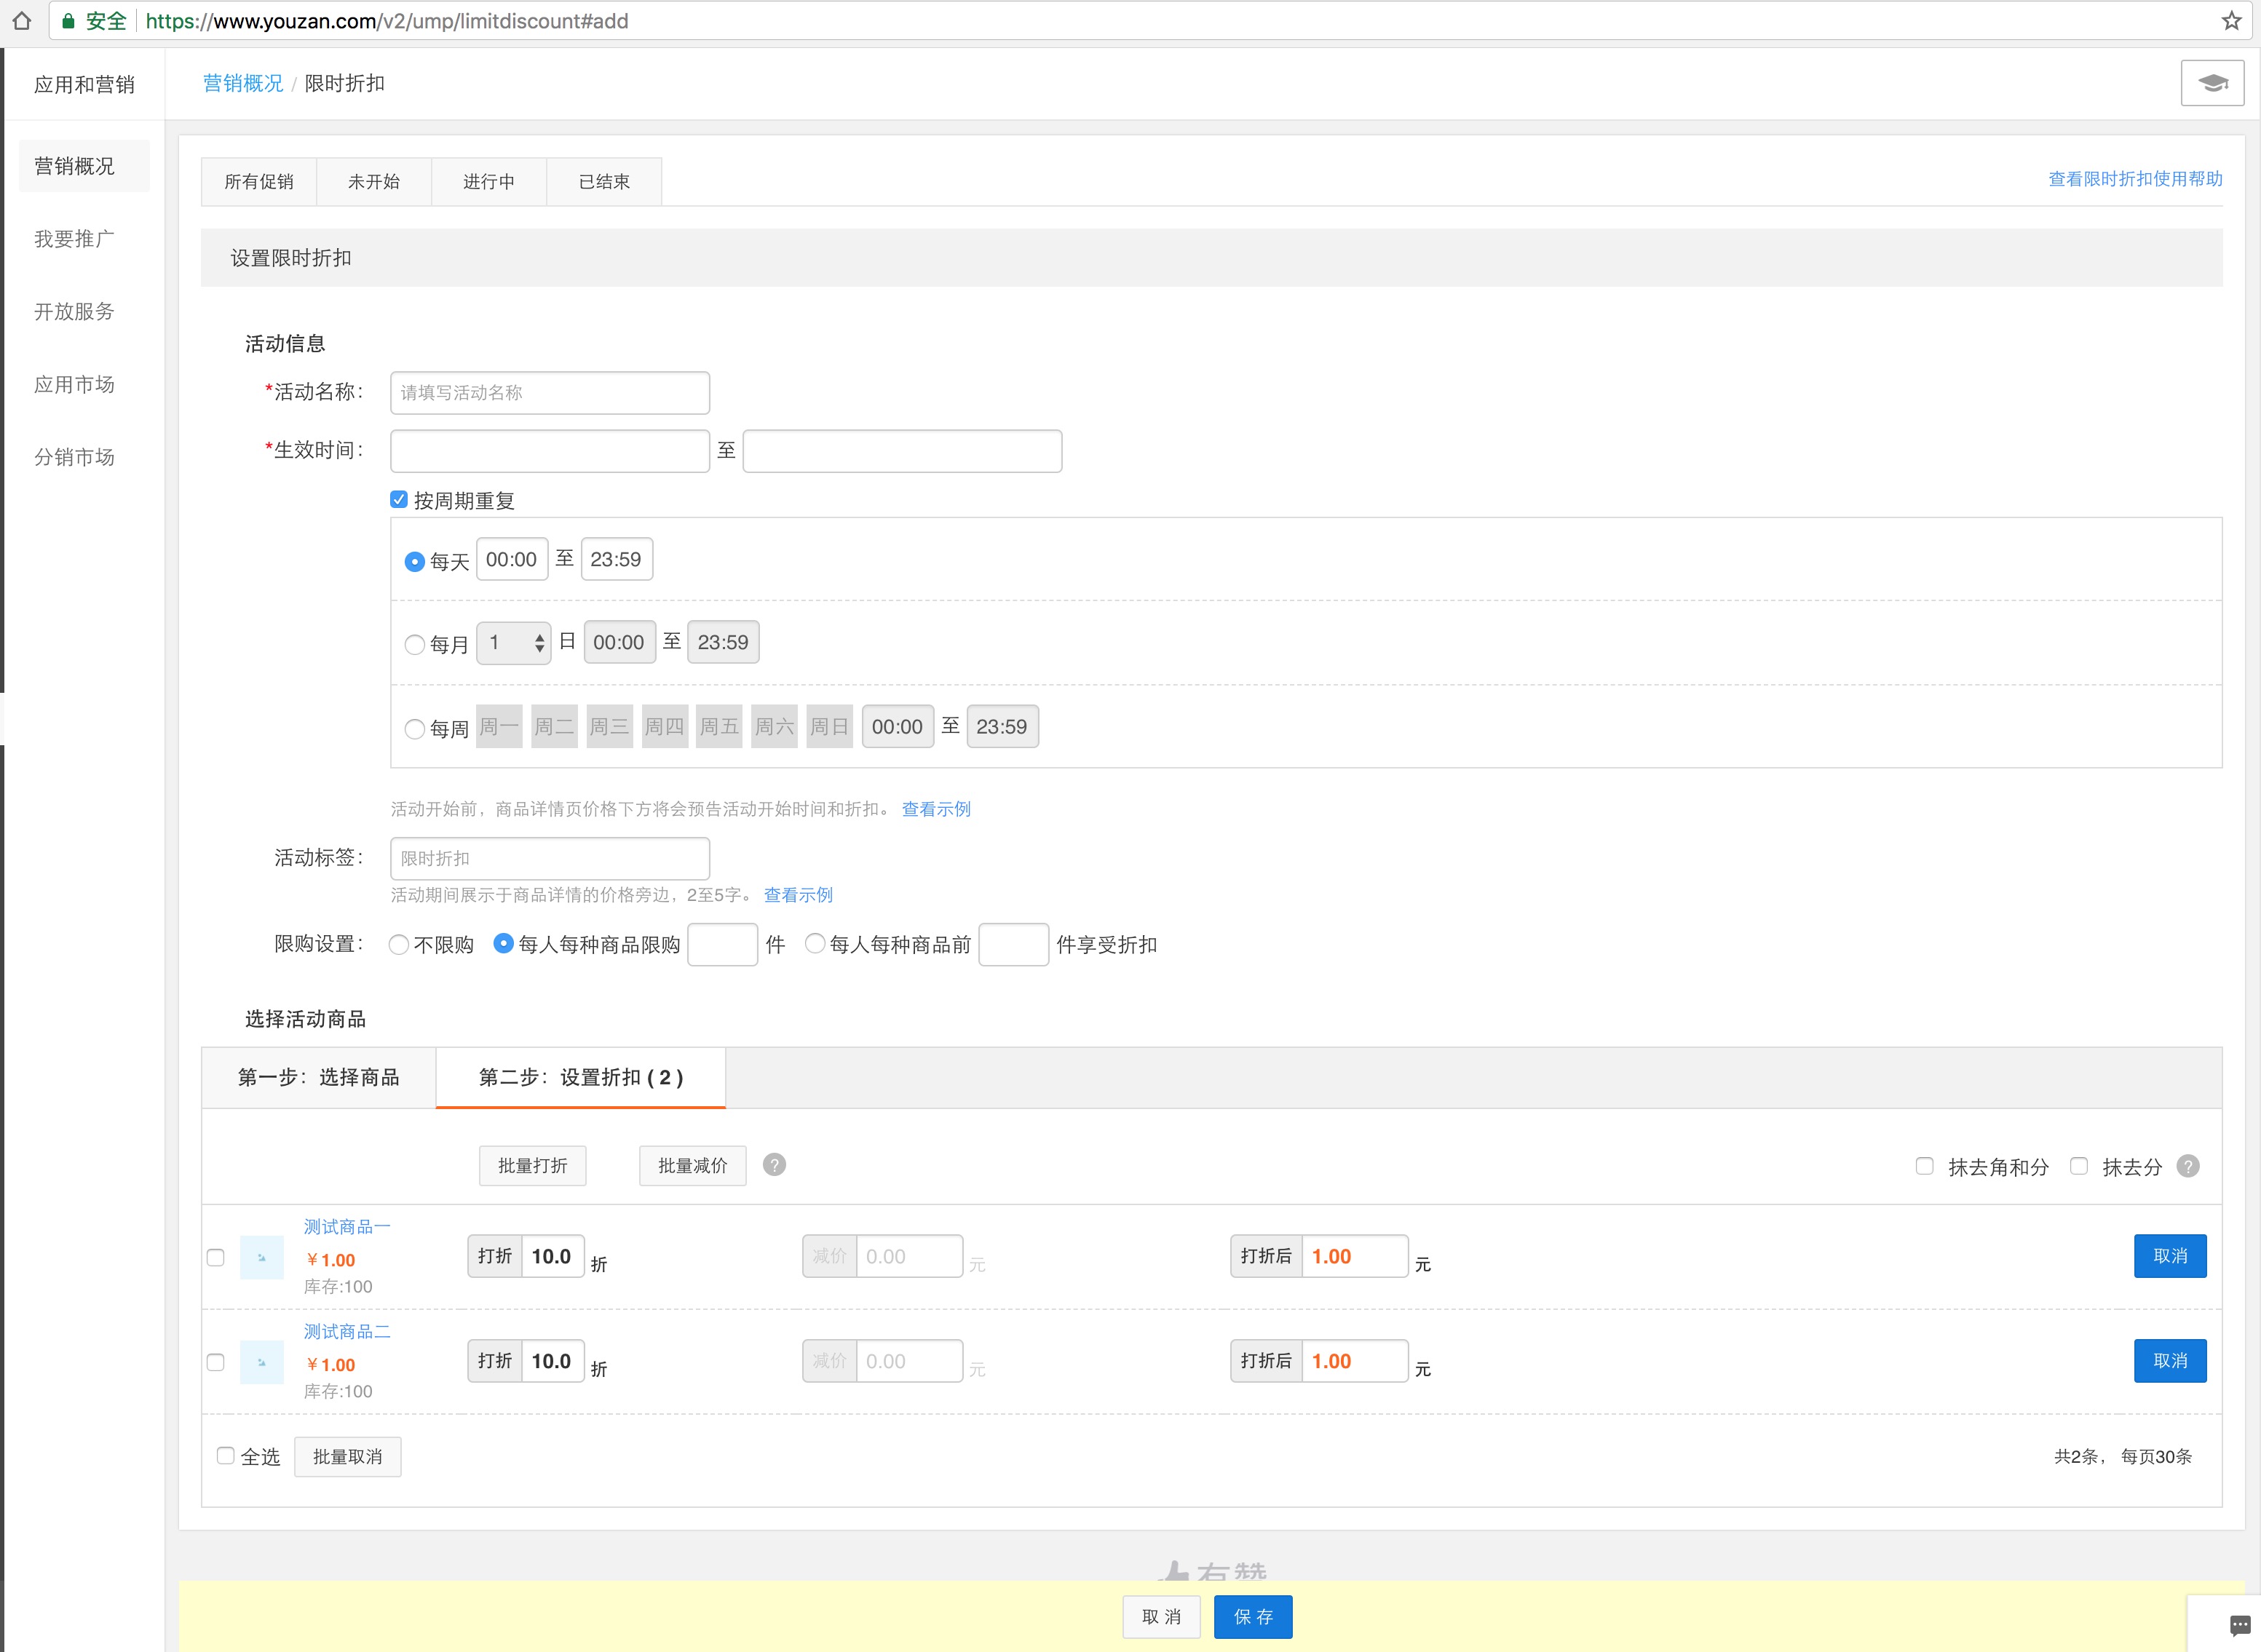 安全 https://www.youzan.com/v2/ump/limitdiscount#add
应用和营销
营销概况 / 限时折扣
营销概况
我要推广
开放服务
应用市场
分销市场
所有促销 未开始 进行中 已结束
查看限时折扣使用帮助
设置限时折扣
活动信息
*活动名称： 请填写活动名称
*生效时间： 至
按周期重复
每天 00:00 至 23:59
每月 1 日 00:00 至 23:59
每周 周一 周二 周三 周四 周五 周六 周日 00:00 至 23:59
活动开始前，商品详情页价格下方将会预告活动开始时间和折扣。 查看示例
活动标签： 限时折扣
活动期间展示于商品详情的价格旁边，2至5字。 查看示例
限购设置： 不限购 每人每种商品限购 件 每人每种商品前 件享受折扣
选择活动商品
第一步：选择商品 第二步：设置折扣 ( 2 )
批量打折 批量减价 ? 抹去角和分 抹去分 ?
测试商品一
￥1.00
库存:100
打折 10.0 折 减价 0.00 元 打折后 1.00 元 取消
测试商品二
￥1.00
库存:100
打折 10.0 折 减价 0.00 元 打折后 1.00 元 取消
全选 批量取消 共2条， 每页30条
有赞
取 消 保 存